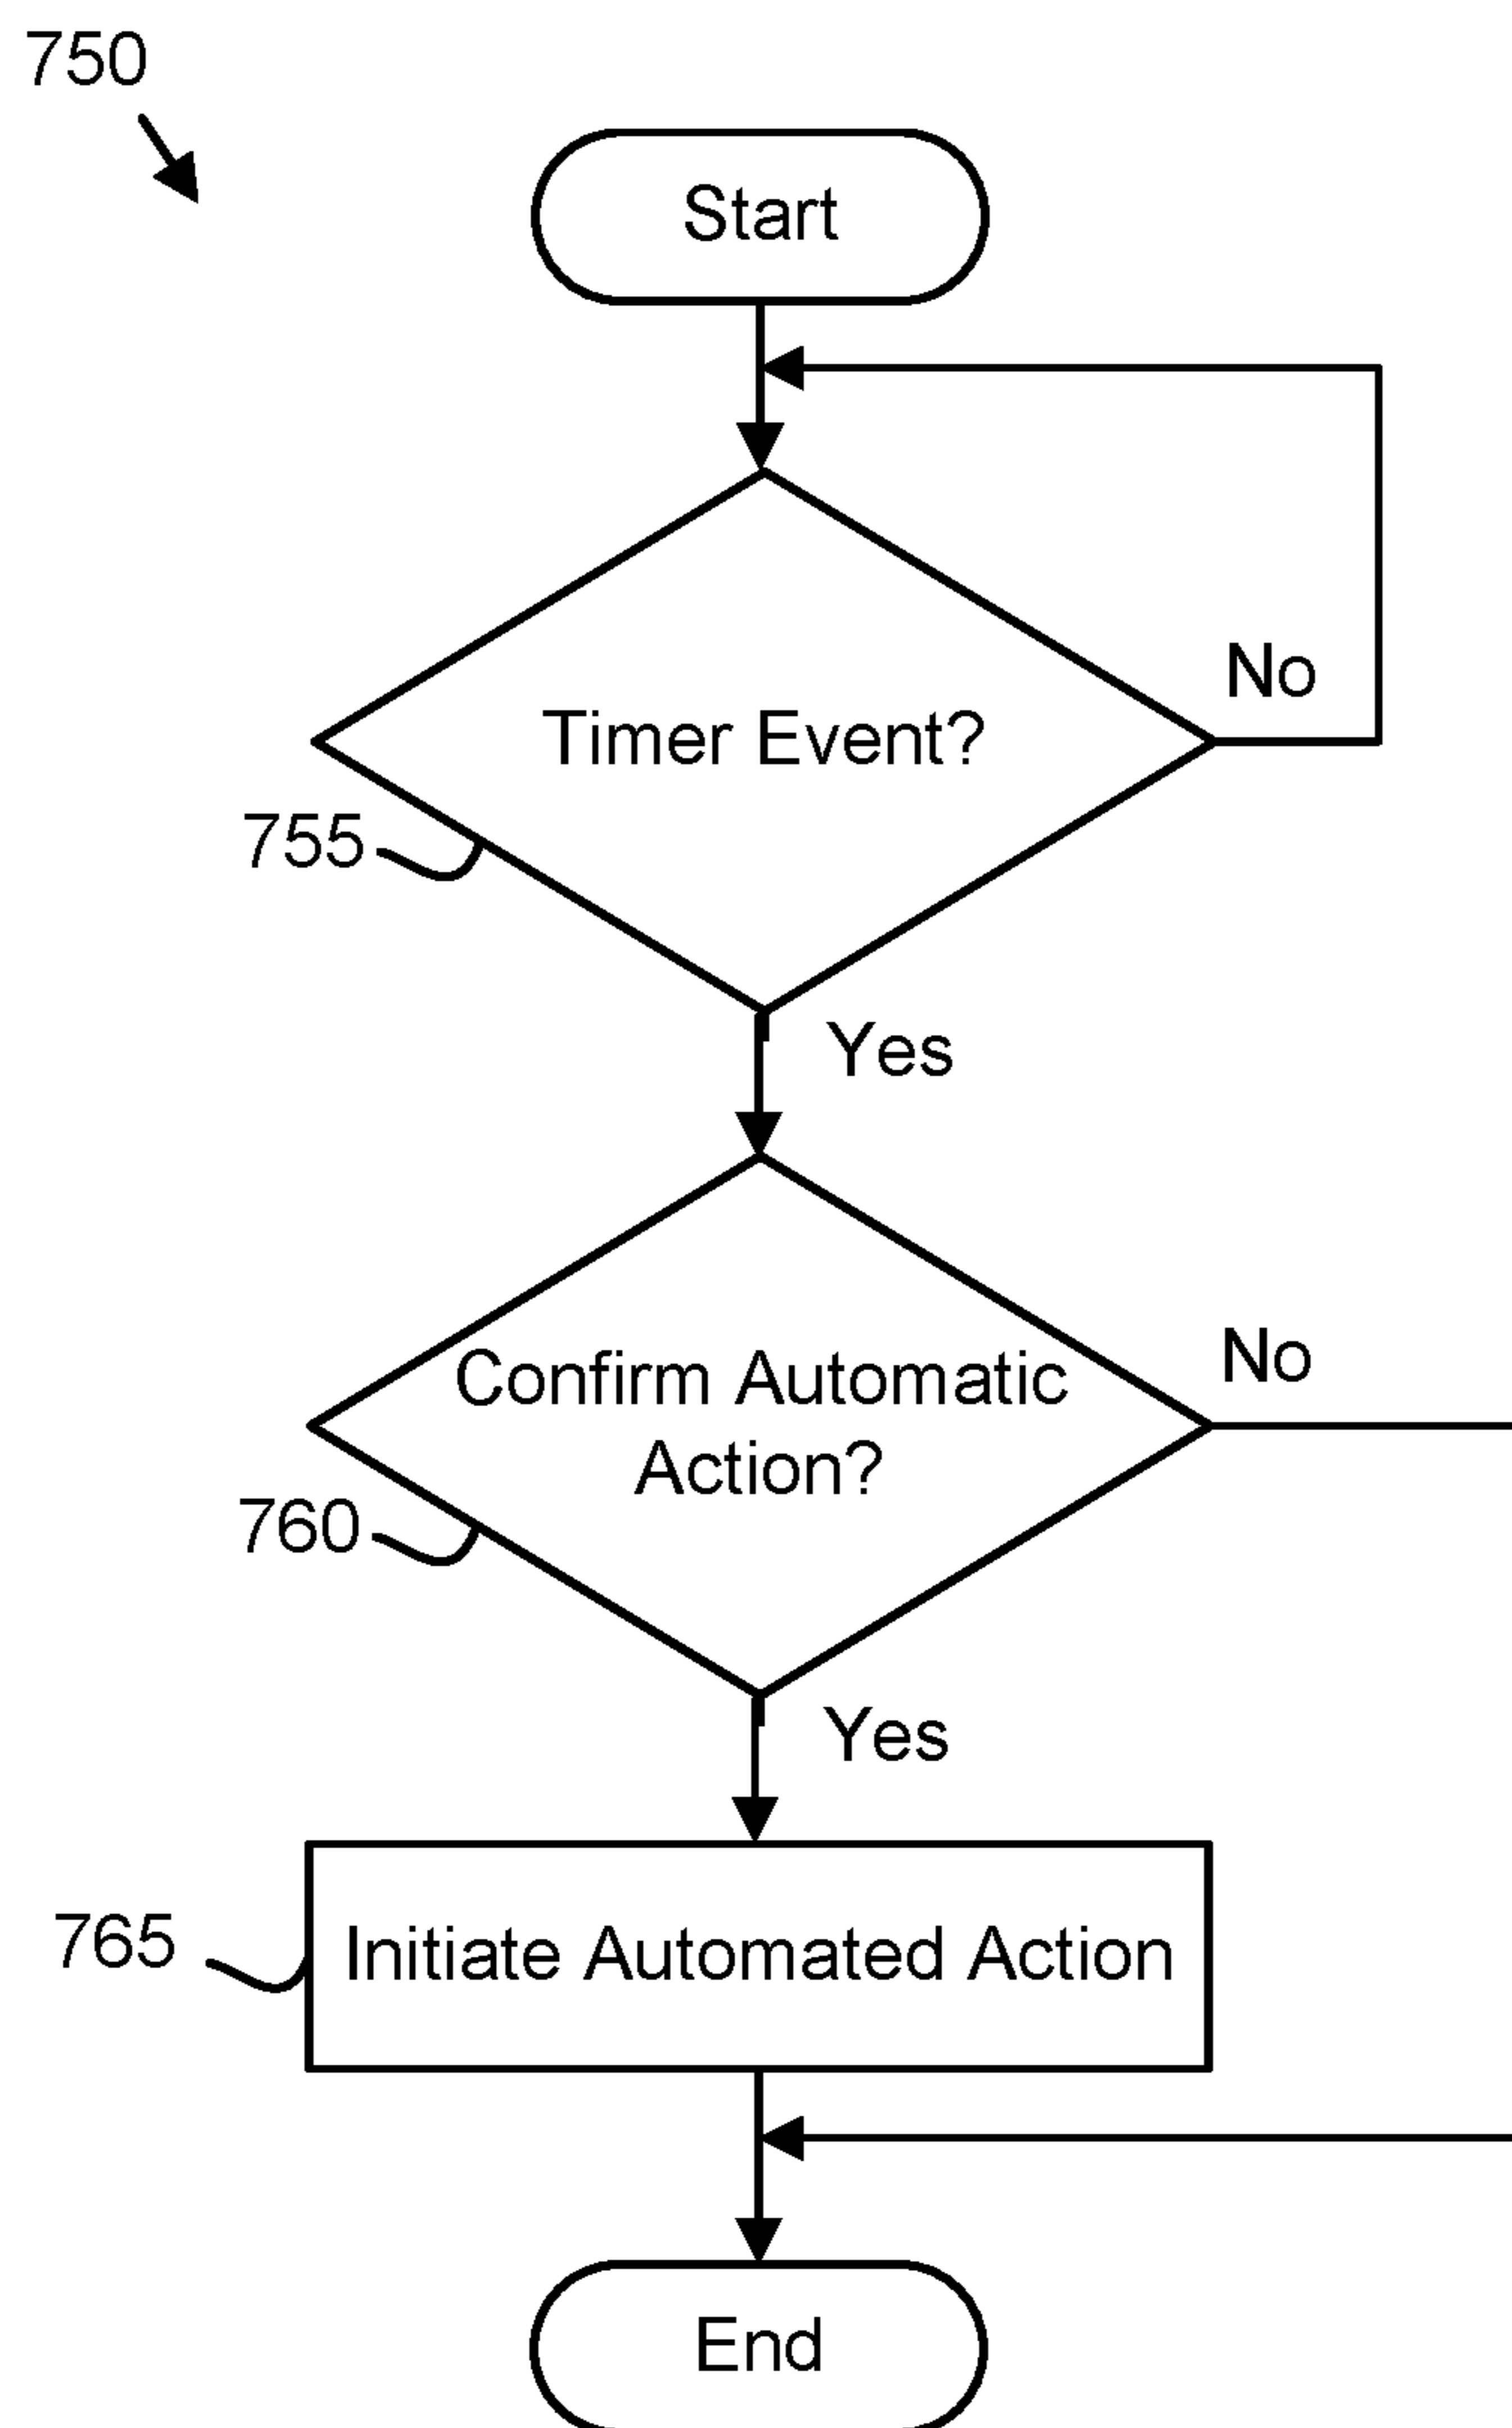 750
Start
No
Timer Event?
755
Yes
No
Confirm Automatic
Action?
760
Yes
765
Initiate Automated Action
End